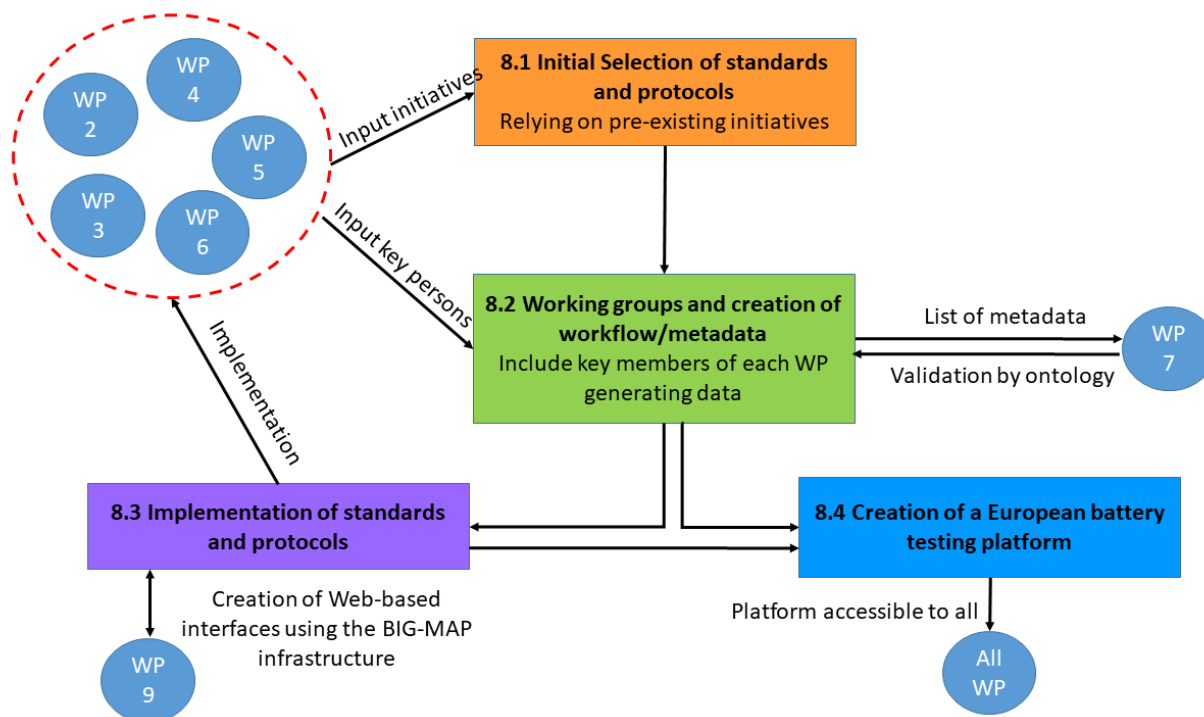 WP
4
WP
2
WP
5
WP
3
WP
6
Input initiatives
8.1 Initial Selection of standards
and protocols
Relying on pre-existing initiatives
Input key persons
8.2 Working groups and creation of
workflow/metadata
Include key members of each WP
generating data
List of metadata
Validation by ontology
WP
7
Implementation
8.3 Implementation of standards
and protocols
8.4 Creation of a European battery
testing platform
Creation of Web-based
interfaces using the BIG-MAP
infrastructure
WP
9
Platform accessible to all
All
WP